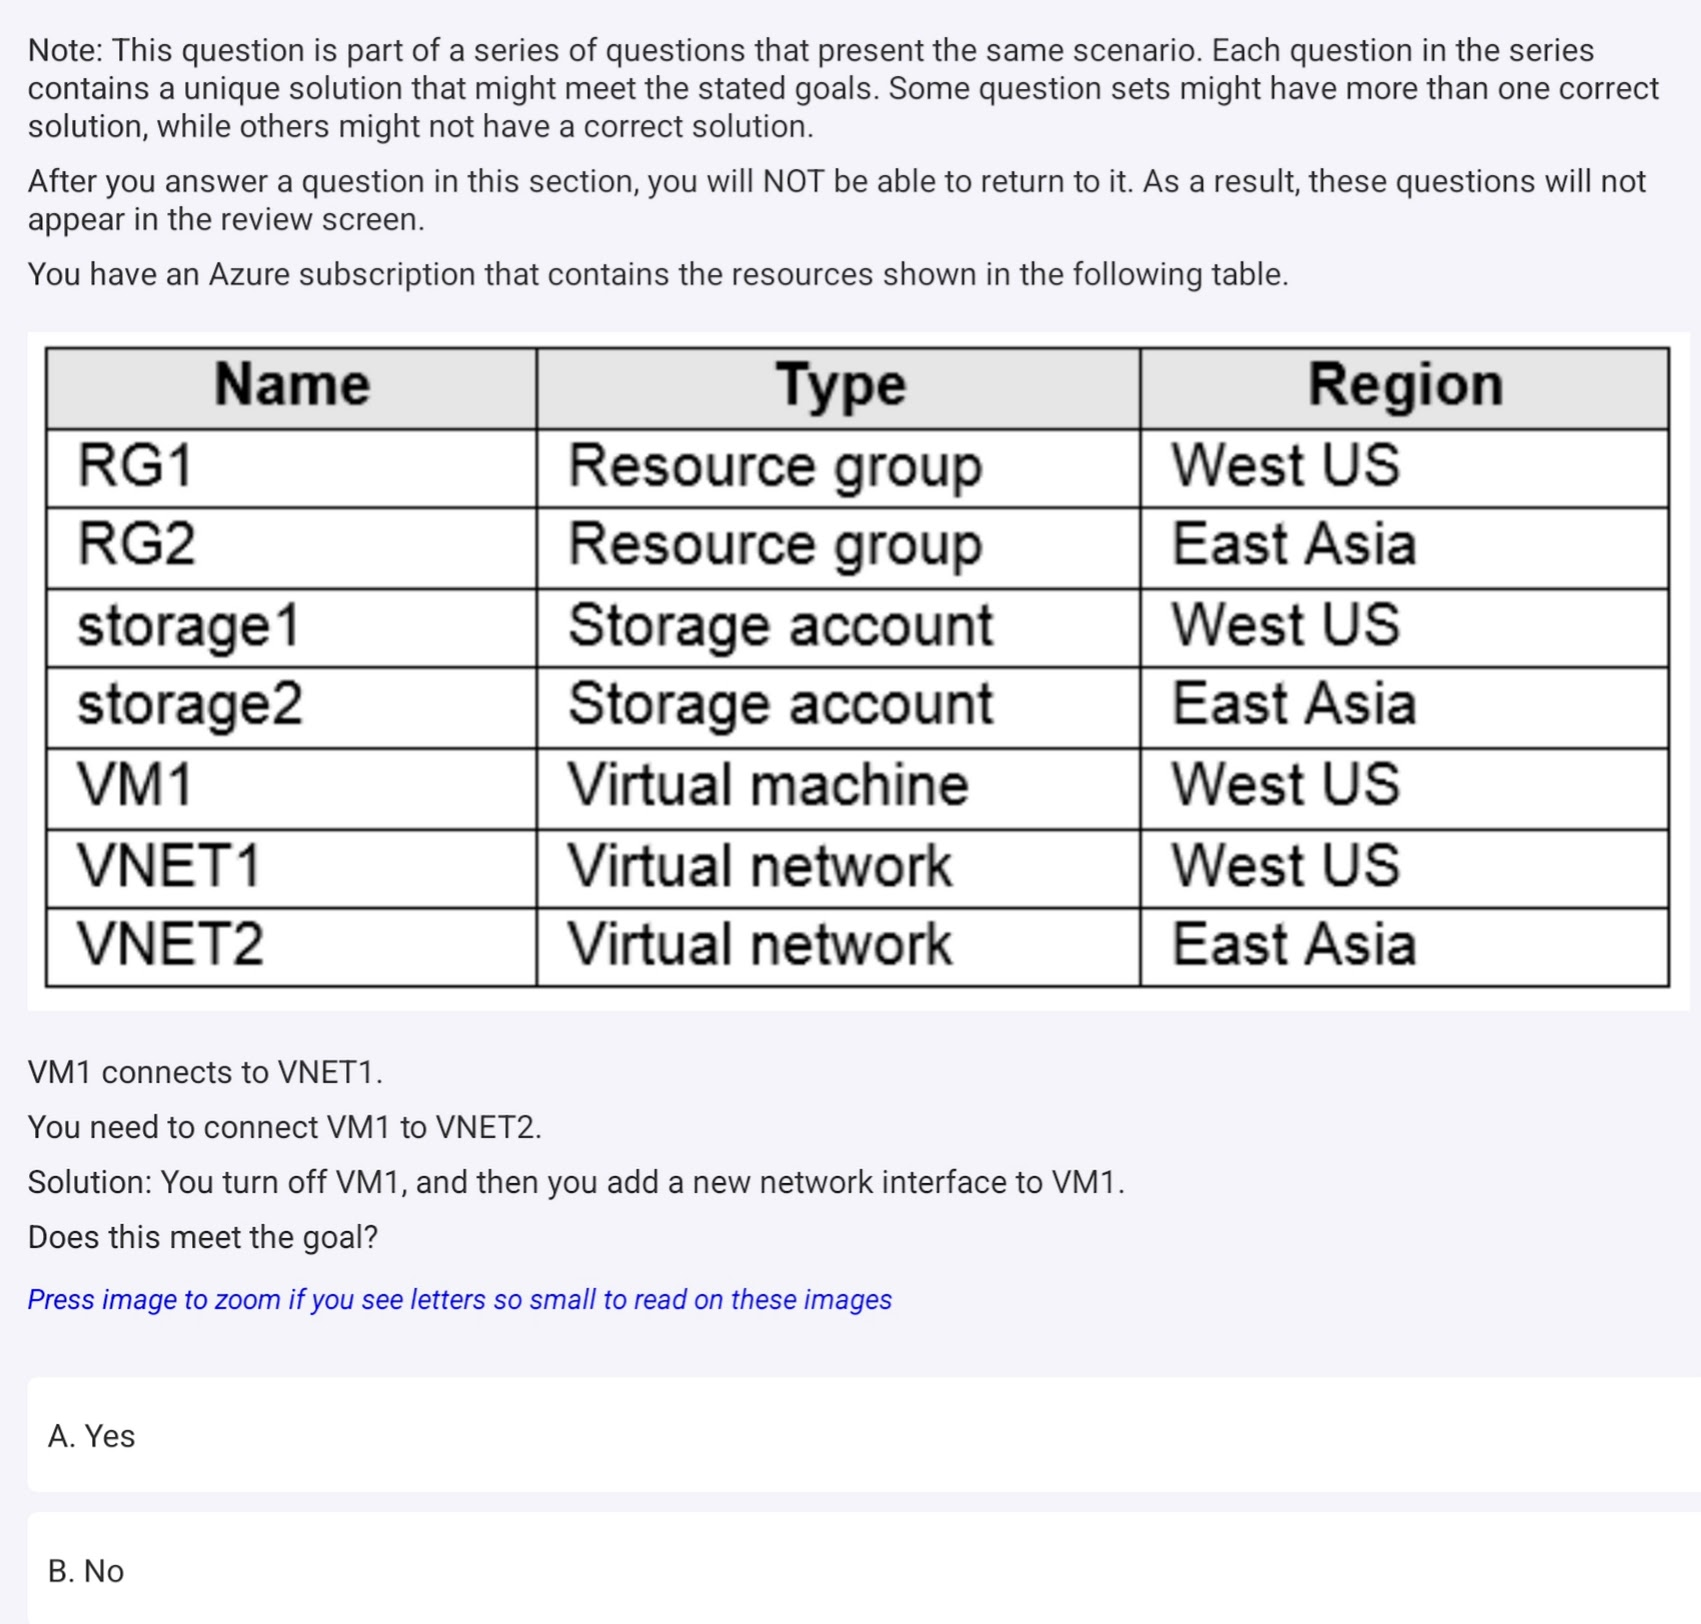 Note: This question is part of a series of questions that present the same scenario. Each question in the series
contains a unique solution that might meet the stated goals. Some question sets might have more than one correct
solution, while others might not have a correct solution.
After you answer a question in this section, you will NOT be able to return to it. As a result, these questions will not
appear in the review screen.
You have an Azure subscription that contains the resources shown in the following table.
Name Type Region
RG1 Resource group West US
RG2 Resource group East Asia
storage1 Storage account West US
storage2 Storage account East Asia
VM1 Virtual machine West US
VNET1 Virtual network West US
VNET2 Virtual network East Asia
VM1 connects to VNET1.
You need to connect VM1 to VNET2.
Solution: You turn off VM1, and then you add a new network interface to VM1.
Does this meet the goal?
Press image to zoom if you see letters so small to read on these images
A. Yes
B. No